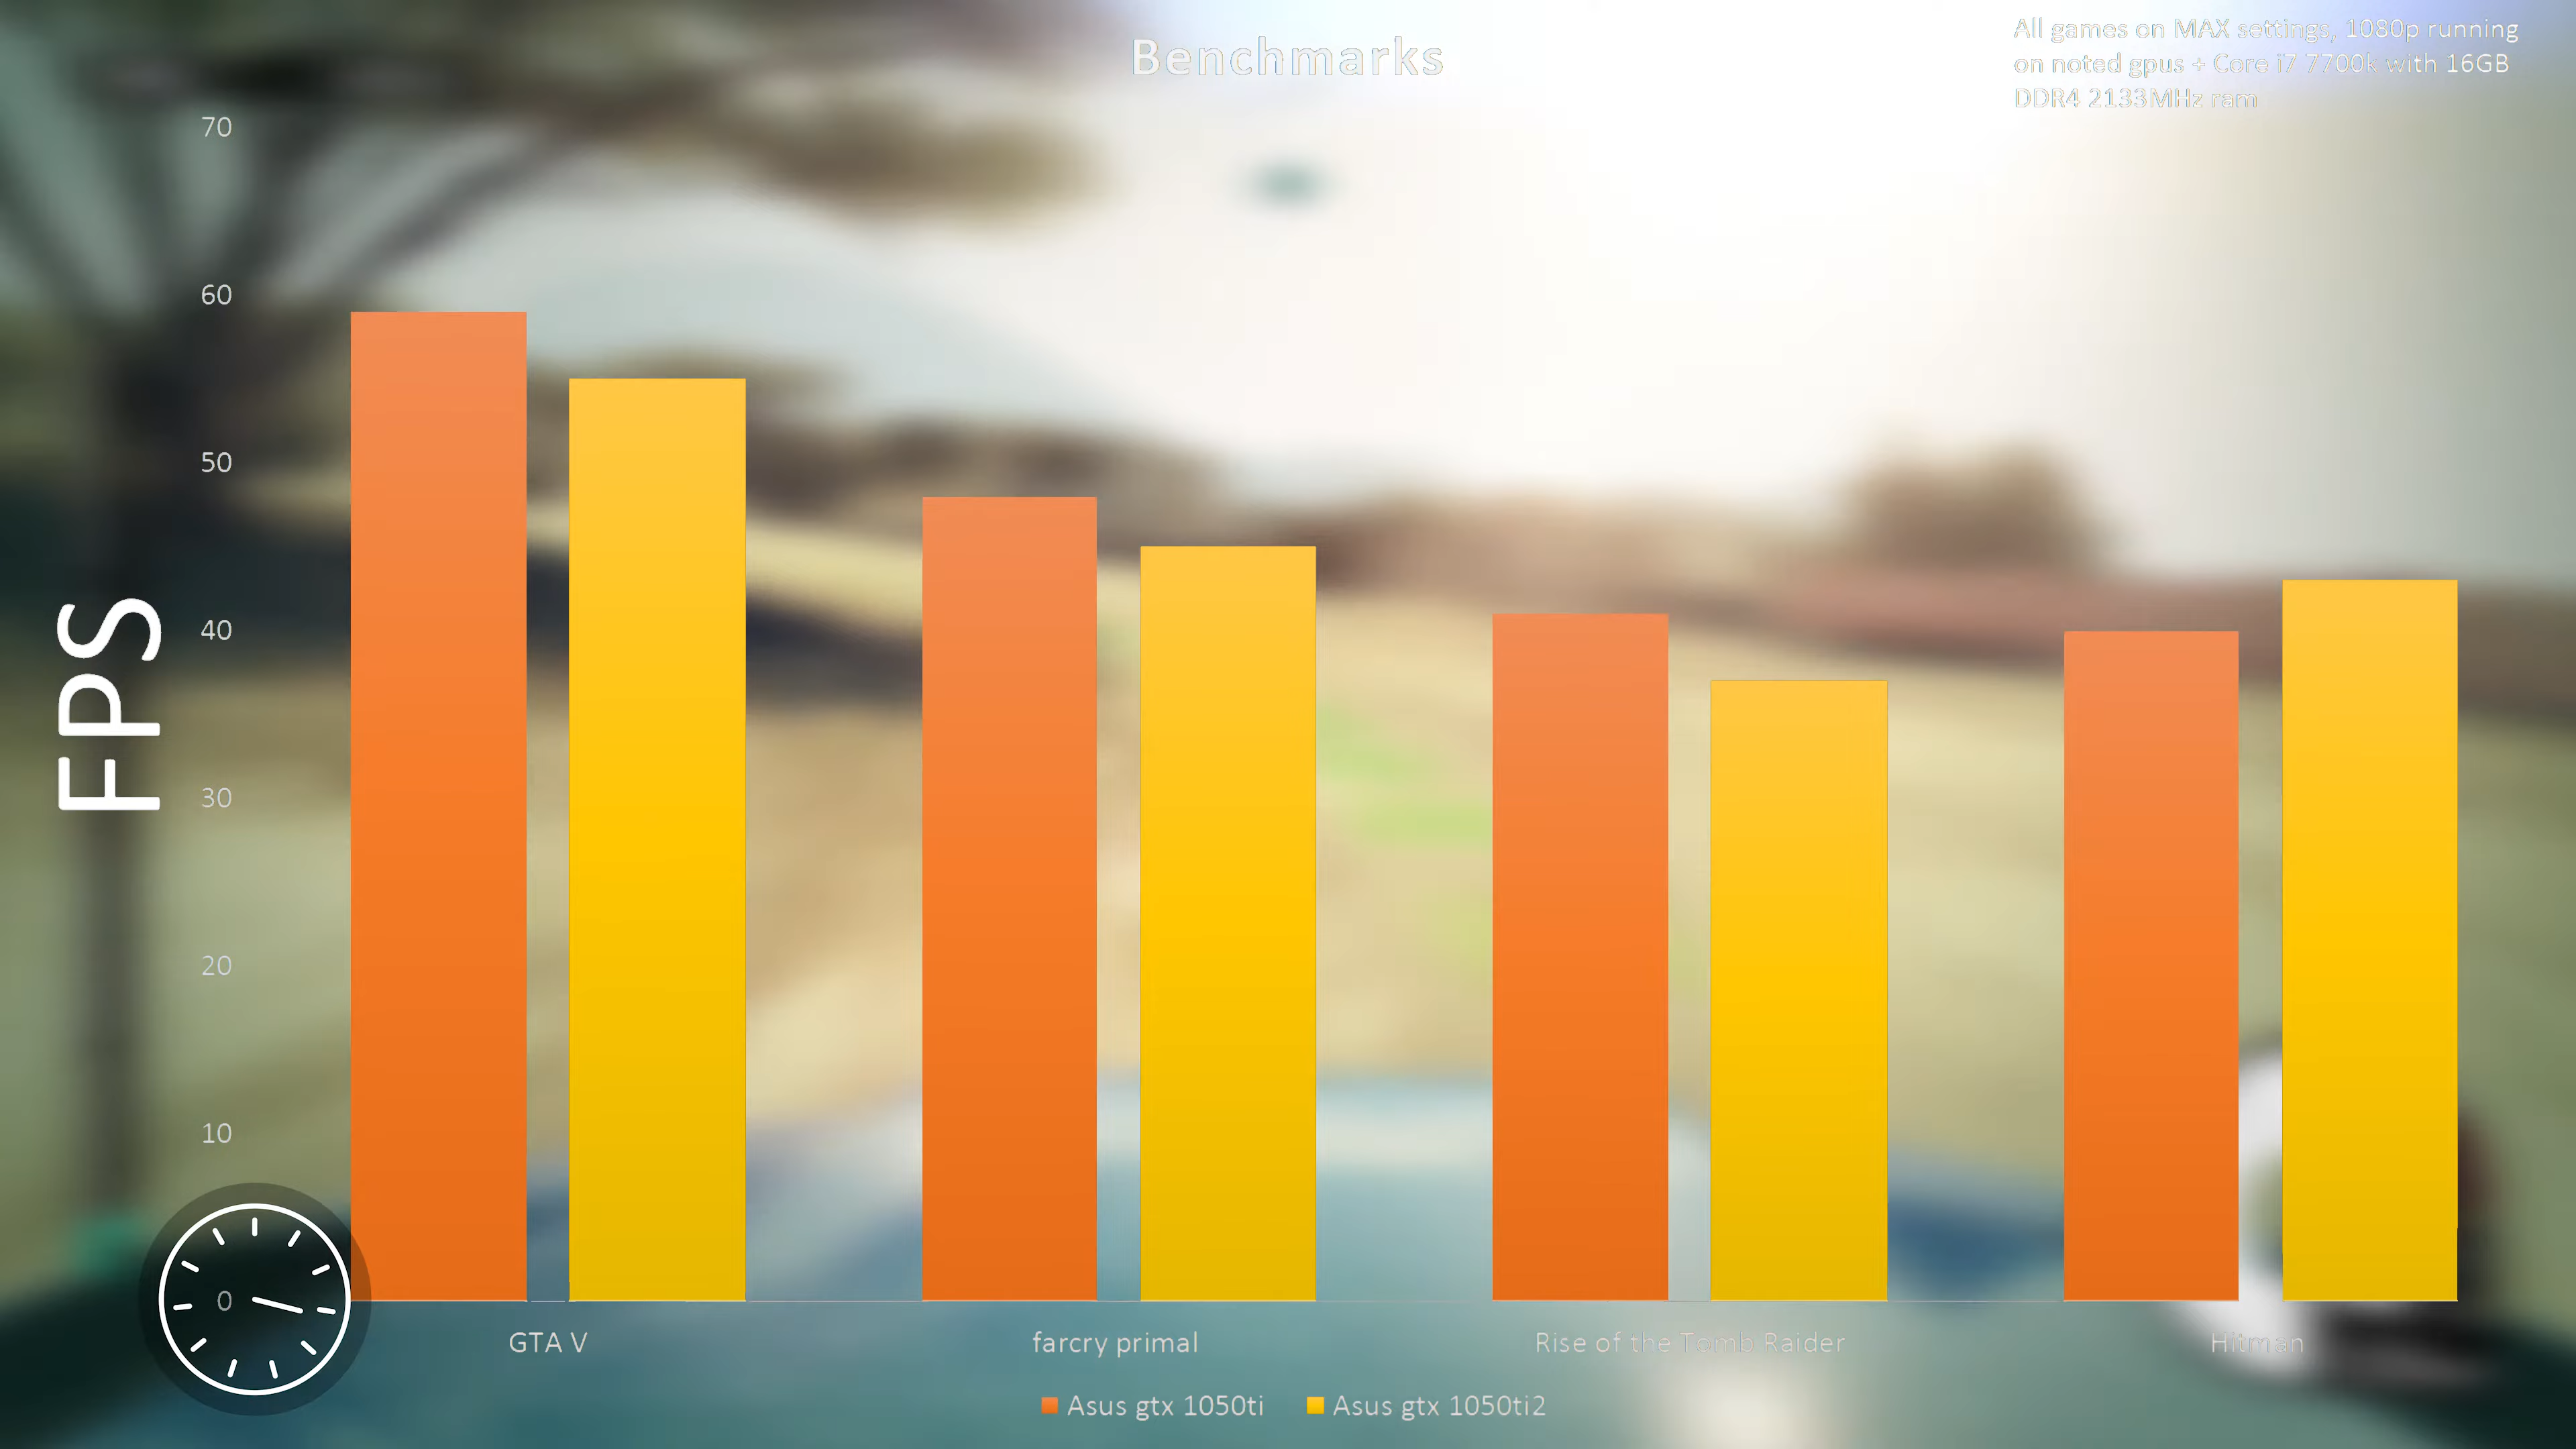 Benchmarks
All games on MAX settings, 1080p running
on noted gpus + Core i7 7700k with 16GB
DDR4 2133MHz ram
FPS
70
60
50
40
30
20
10
0
GTA V
farcry primal
Rise of the Tomb Raider
Hitman
Asus gtx 1050ti
Asus gtx 1050ti2